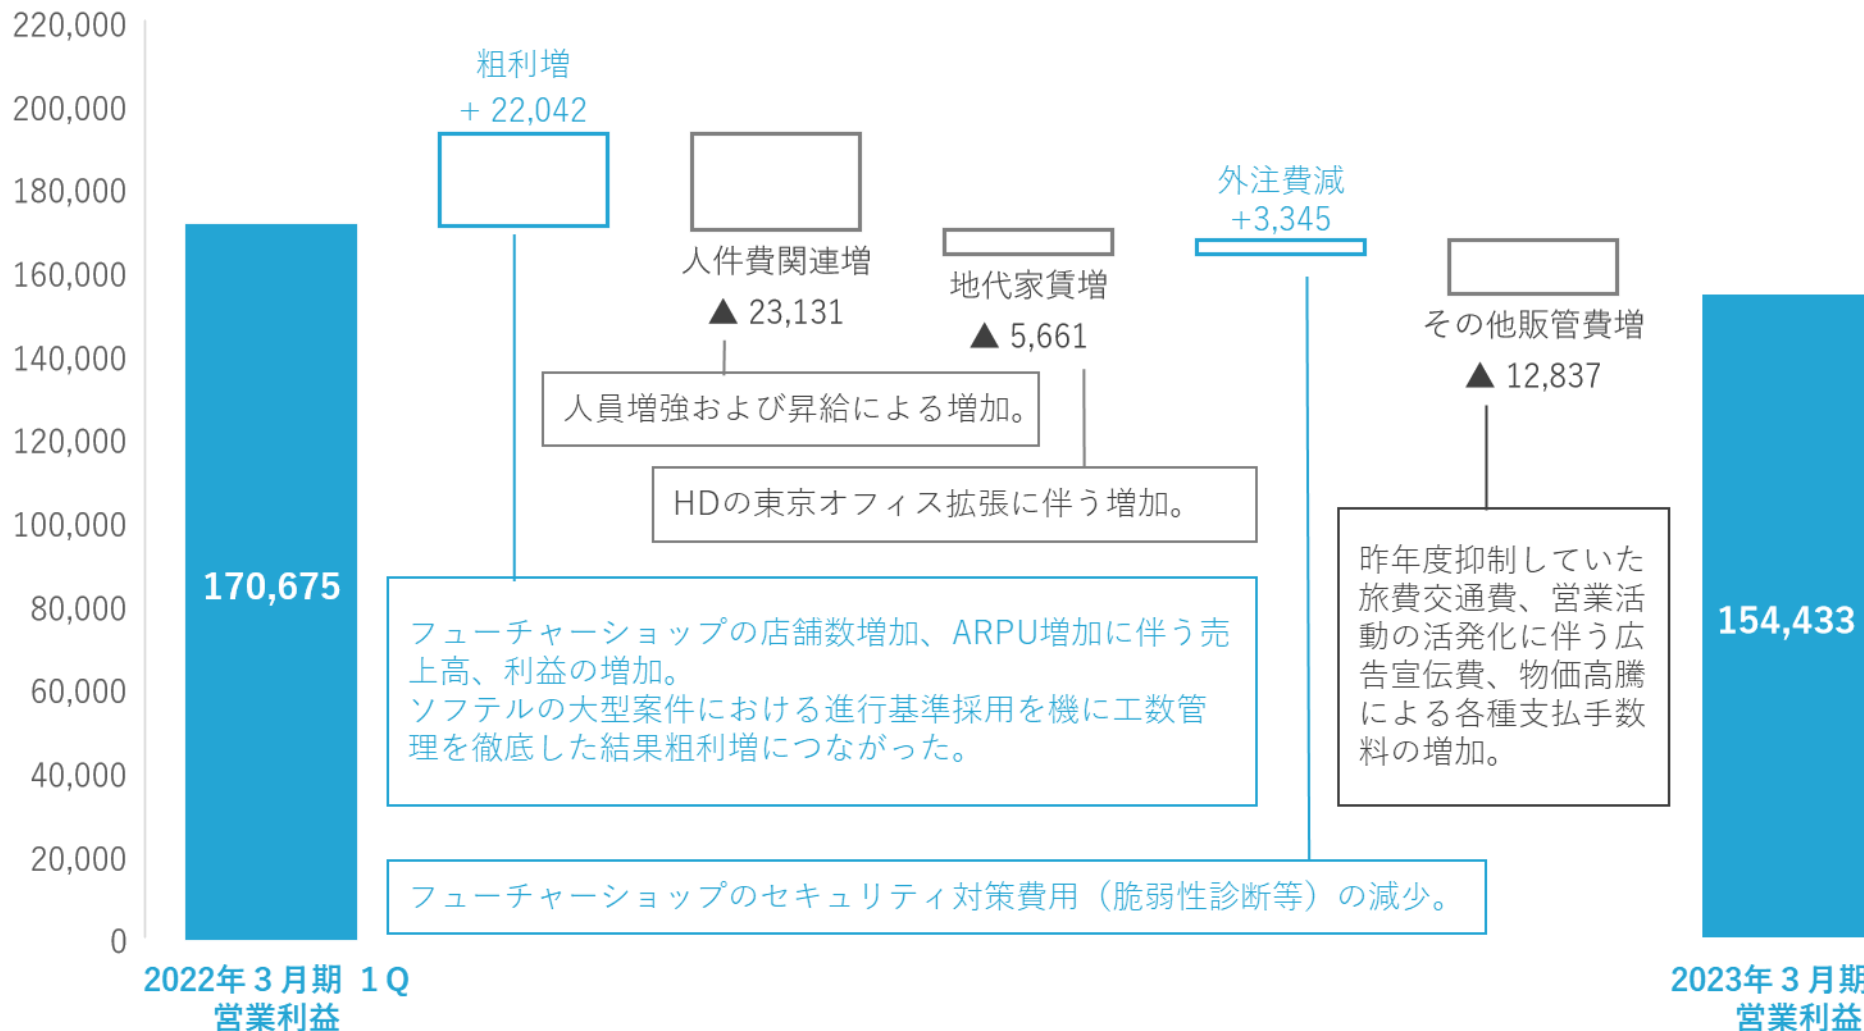 220,000
200,000
180,000
160,000
140,000
120,000
100,000
80,000
60,000
40,000
20,000
0
粗利増
+ 22,042
人件費関連増
▲ 23,131
地代家賃増
▲ 5,661
外注費減
+3,345
その他販管費増
▲ 12,837
人員増強および昇給による増加。
HDの東京オフィス拡張に伴う増加。
170,675
フューチャーショップの店舗数増加、ARPU増加に伴う売
上高、利益の増加。
ソフテルの大型案件における進行基準採用を機に工数管
理を徹底した結果粗利増につながった。
昨年度抑制していた
旅費交通費、営業活
動の活発化に伴う広
告宣伝費、物価高騰
による各種支払手数
料の増加。
154,433
フューチャーショップのセキュリティ対策費用（脆弱性診断等）の減少。
2022年３月期 １Q
営業利益
2023年３月期
営業利益